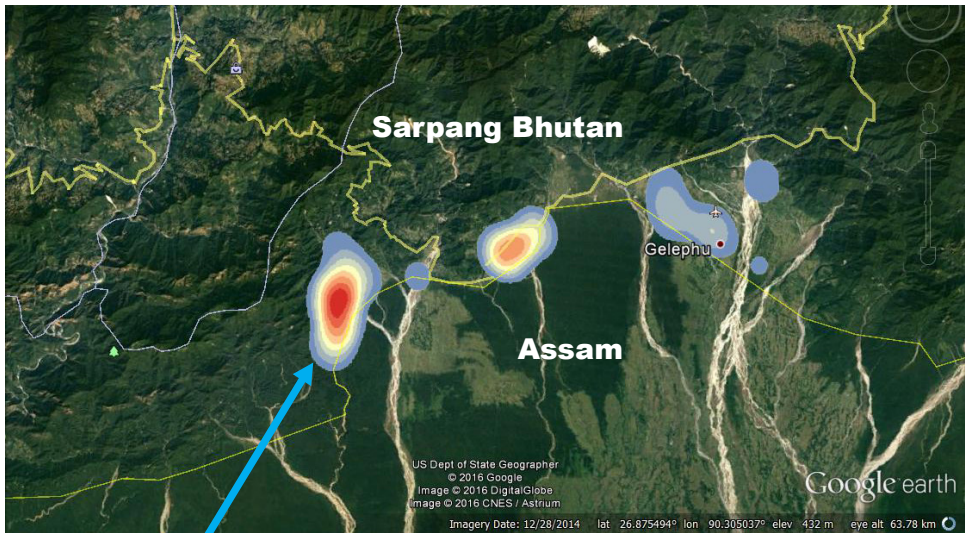 Sarpang Bhutan
Gelephu
Assam
US Dept of State Geographer
© 2016 Google
Image © 2016 DigitalGlobe
Image © 2016 CNES / Astrium
Google earth
Imagery Date: 12/28/2014 lat 26.875494° lon 90.305037° elev 432 m eye alt 63.78 km